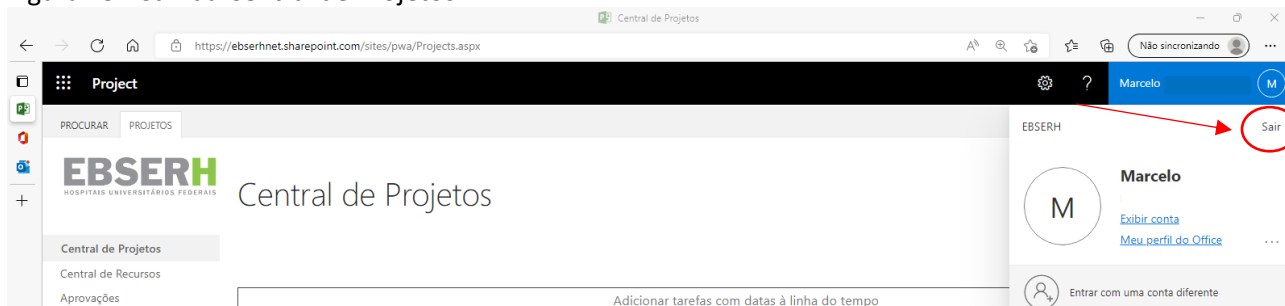 Central de Projetos
https://ebserhnet.sharepoint.com/sites/pwa/Projects.aspx
Não sincronizando
Project
?
Marcelo
M
PROCURAR PROJETOS
EBSERH
Sair
EBSERH
HOSPITAIS UNIVERSITÁRIOS FEDERAIS
Central de Projetos
M
Marcelo
Exibir conta
Meu perfil do Office
Central de Projetos
Central de Recursos
Aprovações
Adicionar tarefas com datas à linha do tempo
Entrar com uma conta diferente